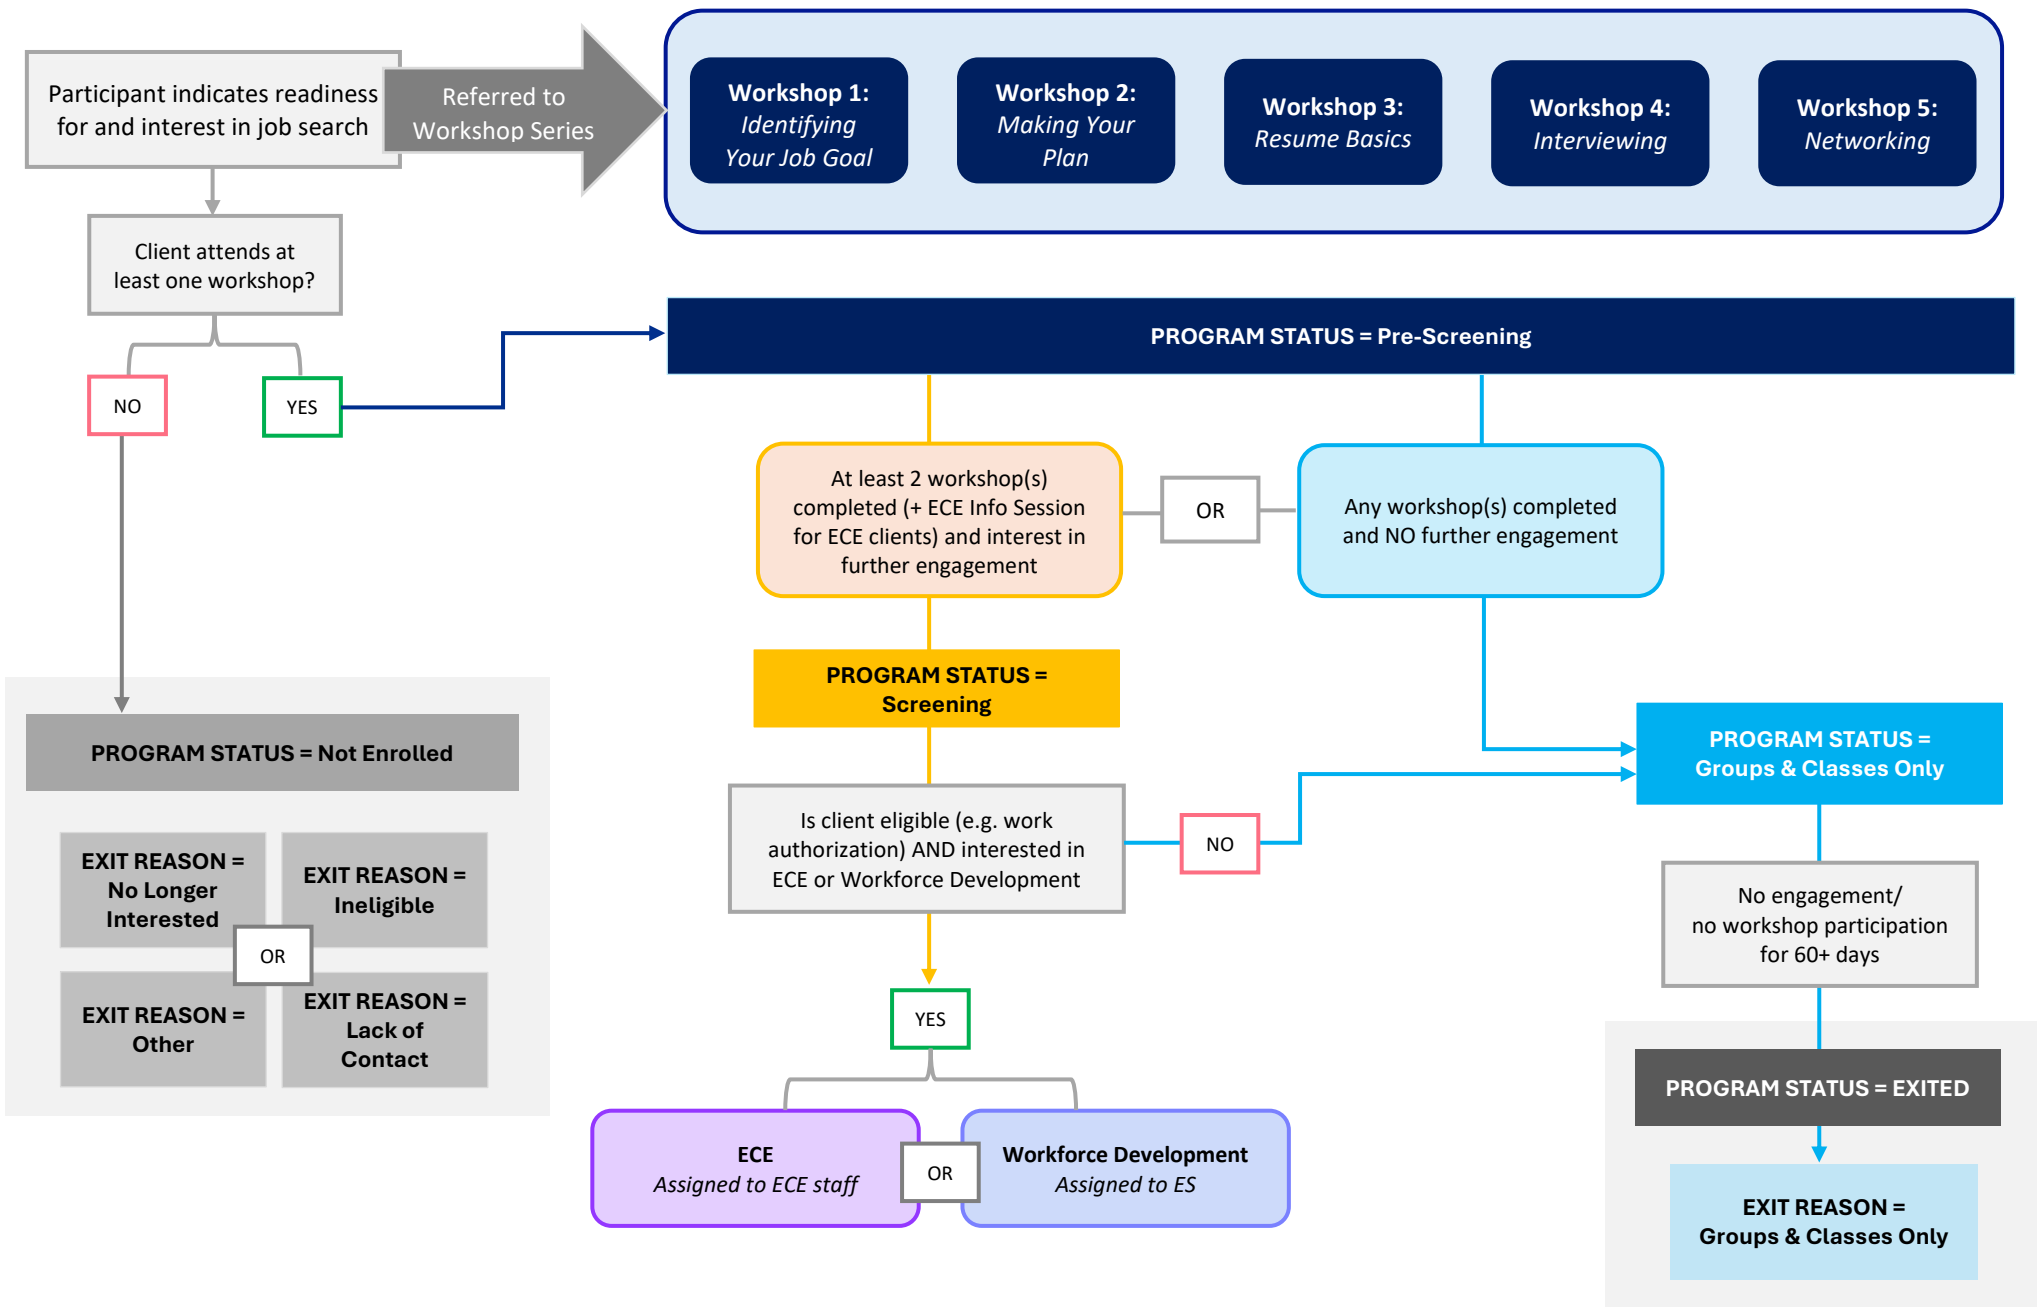 Participant indicates readiness
for and interest in job search
Referred to
Workshop Series
Workshop 1:
Identifying
Your Job Goal
Workshop 2:
Making Your
Plan
Workshop 3:
Resume Basics
Workshop 4:
Interviewing
Workshop 5:
Networking
Client attends at
least one workshop?
NO
YES
PROGRAM STATUS = Pre-Screening
At least 2 workshop(s)
completed (+ ECE Info Session
for ECE clients) and interest in
further engagement
OR
Any workshop(s) completed
and NO further engagement
PROGRAM STATUS =
Screening
PROGRAM STATUS = Not Enrolled
EXIT REASON =
No Longer
Interested
EXIT REASON =
Ineligible
OR
EXIT REASON =
Other
EXIT REASON =
Lack of
Contact
PROGRAM STATUS =
Groups & Classes Only
Is client eligible (e.g. work
authorization) AND interested in
ECE or Workforce Development
NO
No engagement/
no workshop participation
for 60+ days
YES
PROGRAM STATUS = EXITED
ECE
Assigned to ECE staff
OR
Workforce Development
Assigned to ES
EXIT REASON =
Groups & Classes Only